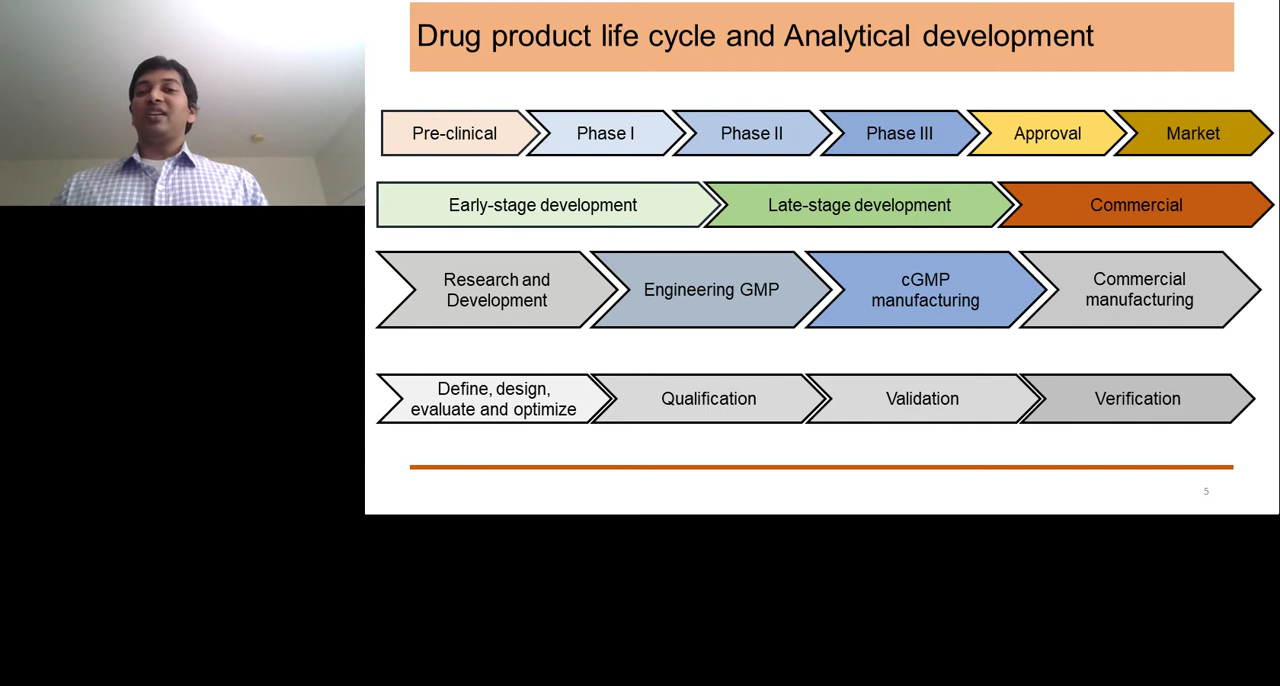 Drug product life cycle and Analytical development
Pre-clinical
Phase I
Phase II
Phase III
Approval
Market
Early-stage development
Late-stage development
Commercial
Research and
Development
Engineering GMP
cGMP
manufacturing
Commercial
manufacturing
Define, design,
evaluate and optimize
Qualification
Validation
Verification
5